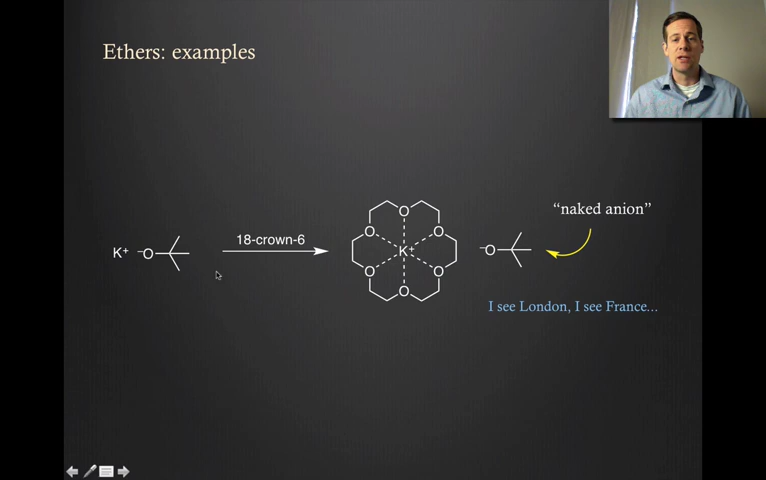 Ethers: examples
K⁺ ⁻O
18-crown-6
O
O O
K⁺
O O
O
⁻O
“naked anion”
I see London, I see France...